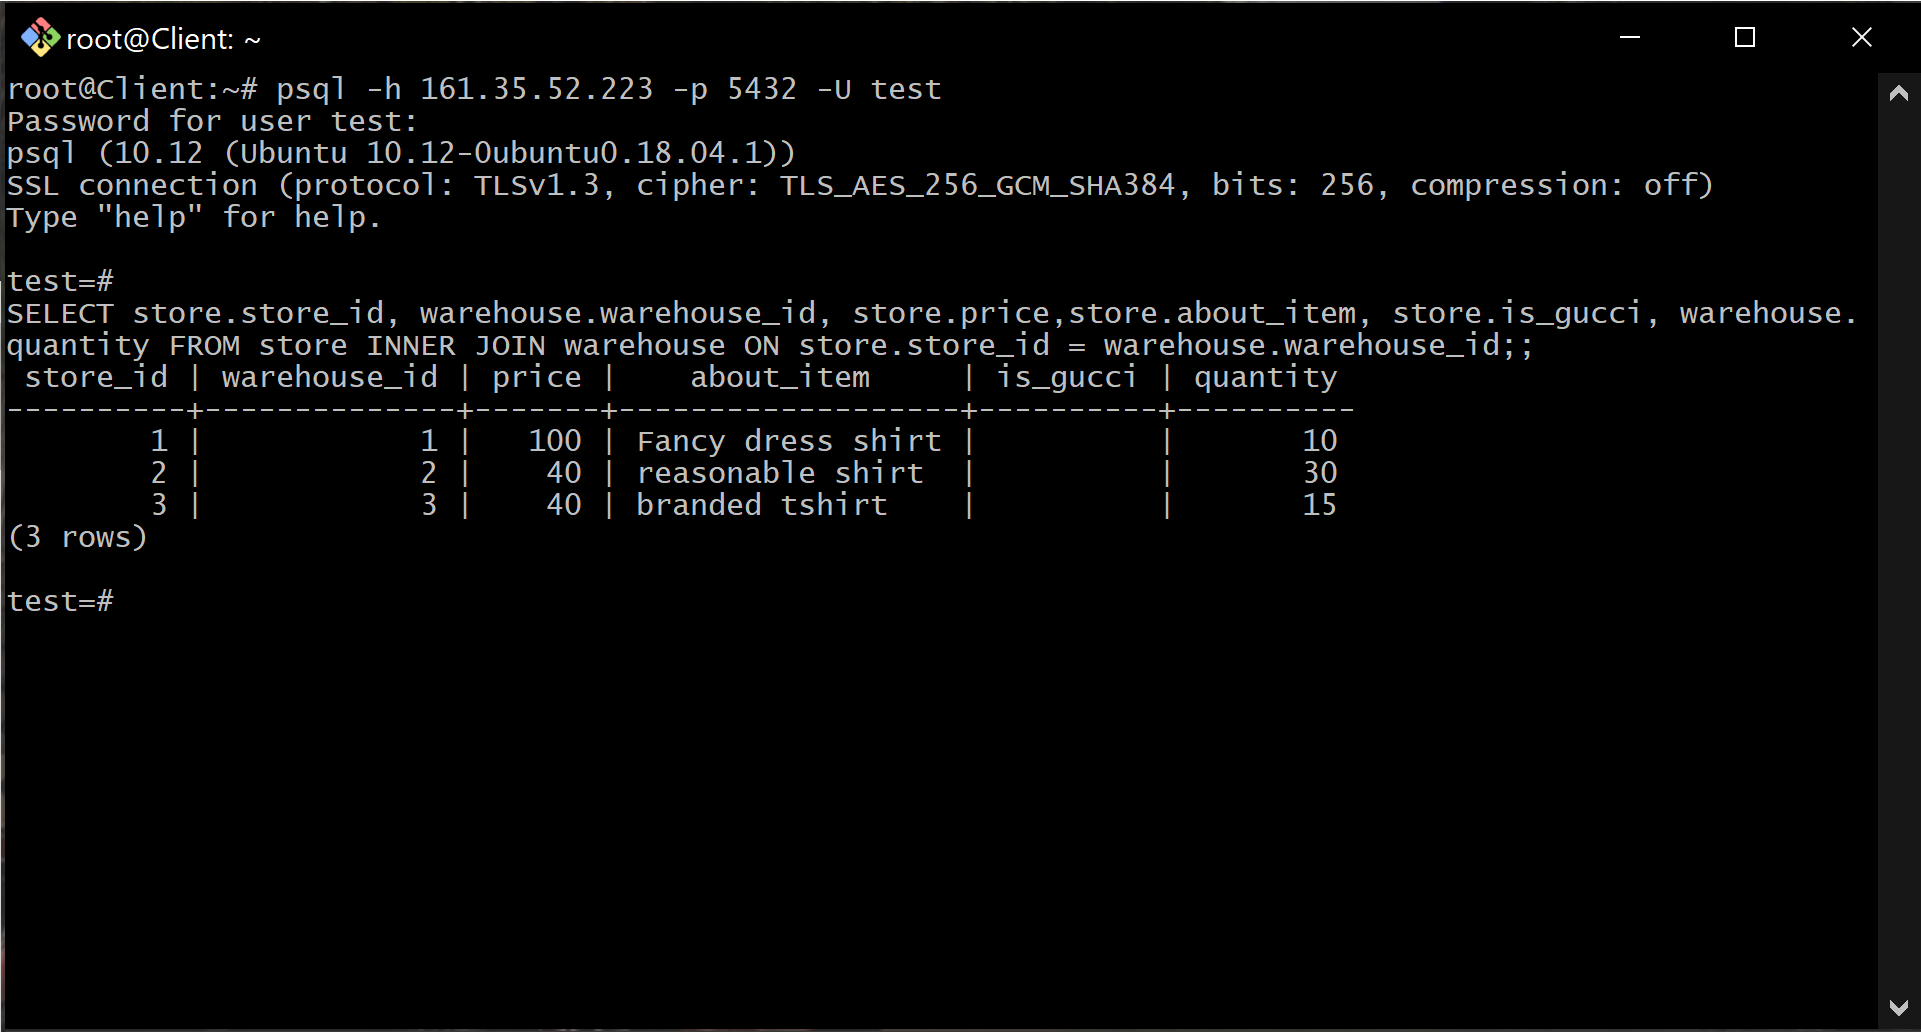 root@Client: ~
root@Client:~# psql -h 161.35.52.223 -p 5432 -U test
Password for user test:
psql (10.12 (Ubuntu 10.12-0ubuntu0.18.04.1))
SSL connection (protocol: TLSv1.3, cipher: TLS_AES_256_GCM_SHA384, bits: 256, compression: off)
Type "help" for help.

test=#
SELECT store.store_id, warehouse.warehouse_id, store.price,store.about_item, store.is_gucci, warehouse.
quantity FROM store INNER JOIN warehouse ON store.store_id = warehouse.warehouse_id;;
 store_id | warehouse_id | price |    about_item     | is_gucci | quantity
----------+--------------+-------+-------------------+----------+----------
        1 |            1 |   100 | Fancy dress shirt |          |       10
        2 |            2 |    40 | reasonable shirt  |          |       30
        3 |            3 |    40 | branded tshirt    |          |       15
(3 rows)

test=#